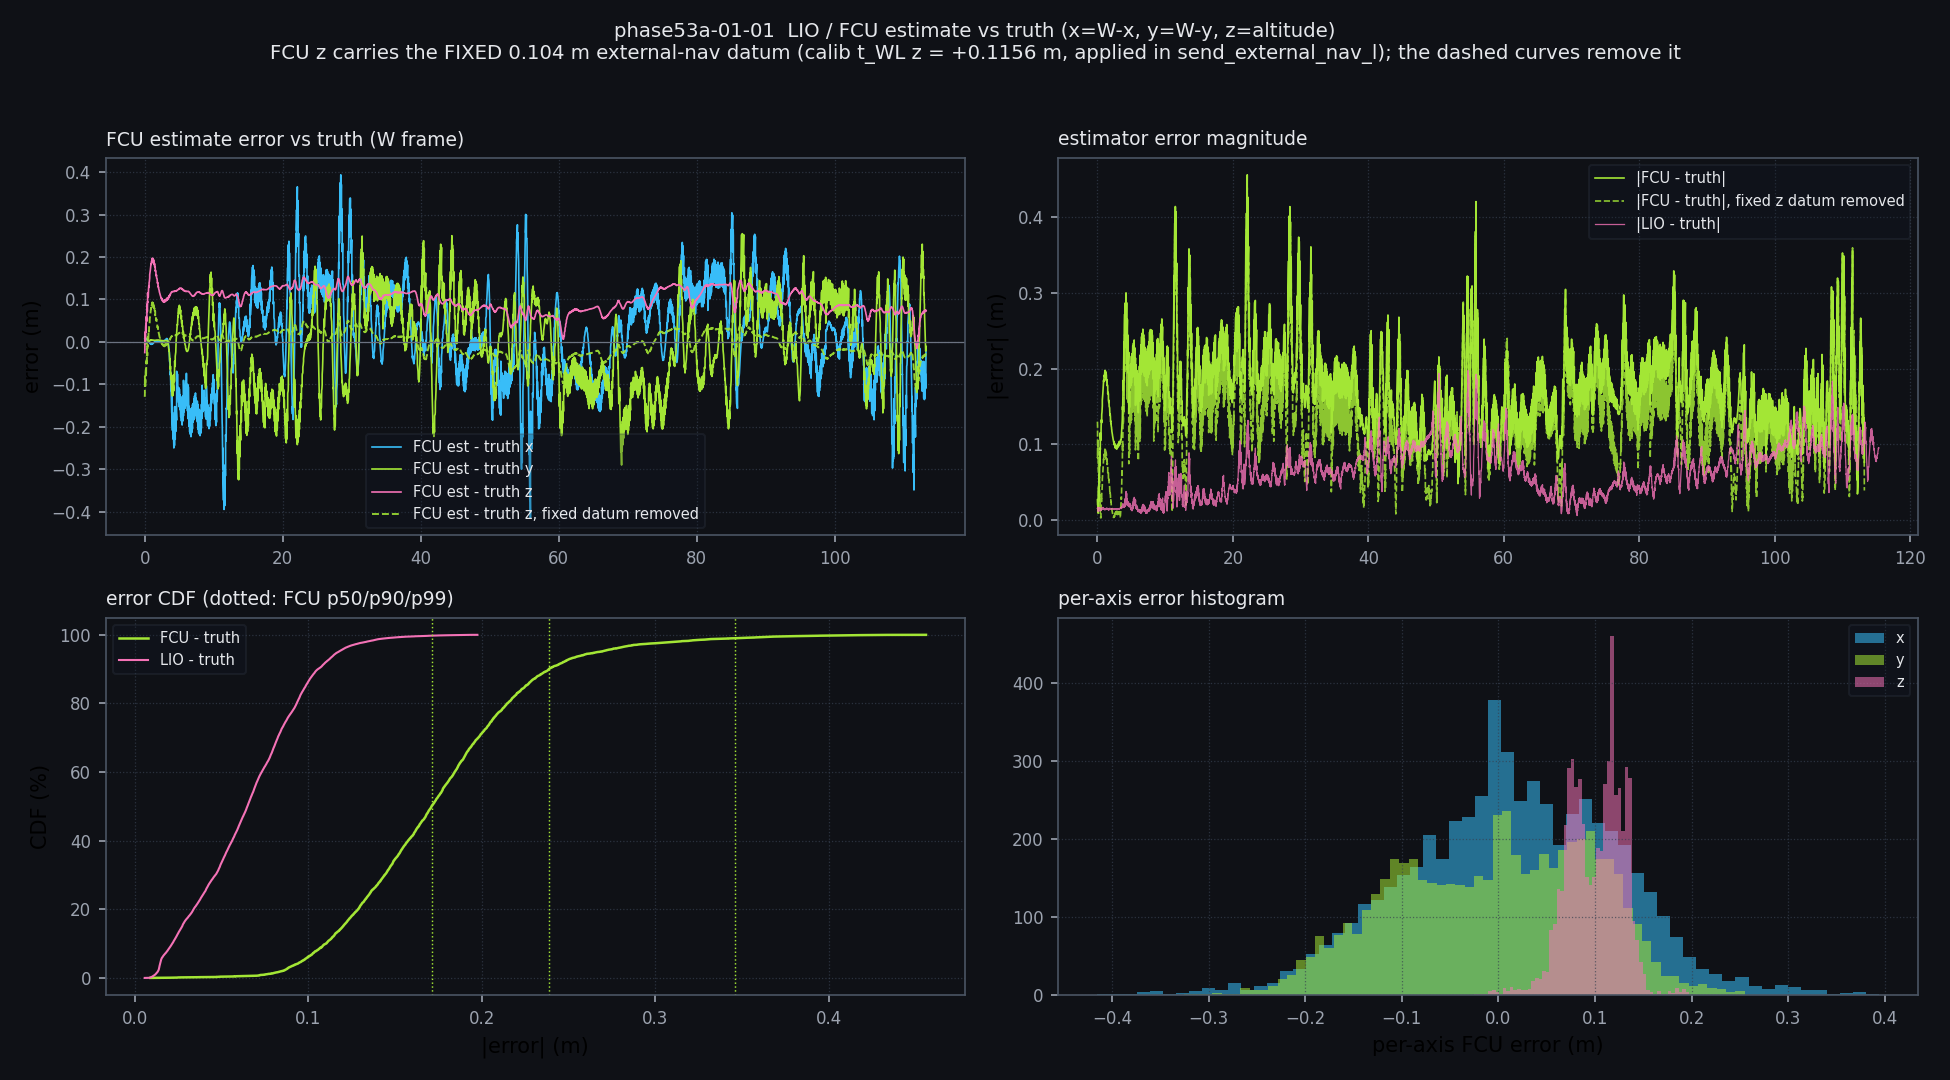 phase53a-01-01  LIO / FCU estimate vs truth (x=W-x, y=W-y, z=altitude)
FCU z carries the FIXED 0.104 m external-nav datum (calib t_WL z = +0.1156 m, applied in send_external_nav_l); the dashed curves remove it
FCU estimate error vs truth (W frame)
error (m)
0.4
0.3
0.2
0.1
0.0
−0.1
−0.2
−0.3
−0.4
FCU est - truth x
FCU est - truth y
FCU est - truth z
FCU est - truth z, fixed datum removed
0 20 40 60 80 100
estimator error magnitude
|error| (m)
0.4
0.3
0.2
0.1
0.0
|FCU - truth|
|FCU - truth|, fixed z datum removed
|LIO - truth|
0 20 40 60 80 100 120
error CDF (dotted: FCU p50/p90/p99)
CDF (%)
100
80
60
40
20
0
FCU - truth
LIO - truth
0.0 0.1 0.2 0.3 0.4
|error| (m)
per-axis error histogram
400
300
200
100
0
x
y
z
−0.4 −0.3 −0.2 −0.1 0.0 0.1 0.2 0.3 0.4
per-axis FCU error (m)